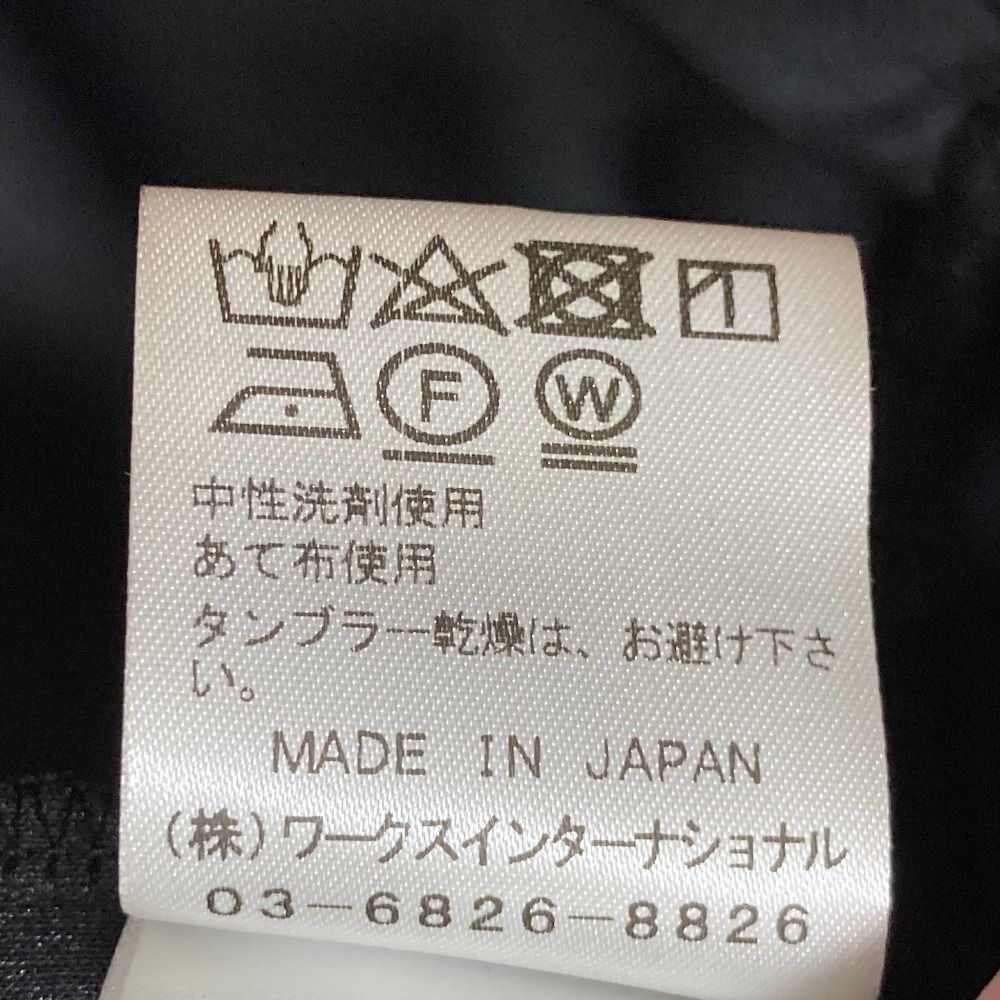 F W
中性洗剤使用
あて布使用
タンブラー乾燥は、お避け下さ
い。
MADE IN JAPAN
(株)ワークスインターナショナル
03-6826-8826